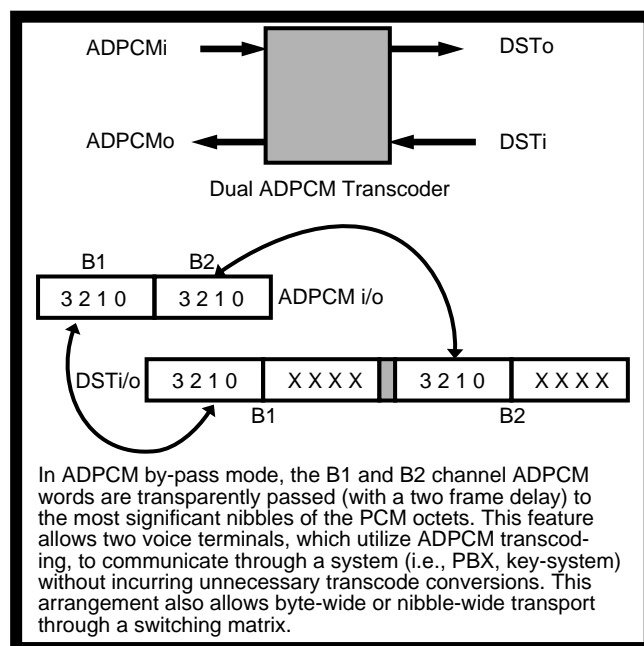 ADPCMi
DSTo
ADPCMo
DSTi
Dual ADPCM Transcoder
B1 B2
3 2 1 0 3 2 1 0 ADPCM i/o
DSTi/o 3 2 1 0 X X X X 3 2 1 0 X X X X
B1 B2
In ADPCM by-pass mode, the B1 and B2 channel ADPCM
words are transparently passed (with a two frame delay) to
the most significant nibbles of the PCM octets. This feature
allows two voice terminals, which utilize ADPCM transcod-
ing, to communicate through a system (i.e., PBX, key-system)
without incurring unnecessary transcode conversions. This
arrangement also allows byte-wide or nibble-wide transport
through a switching matrix.